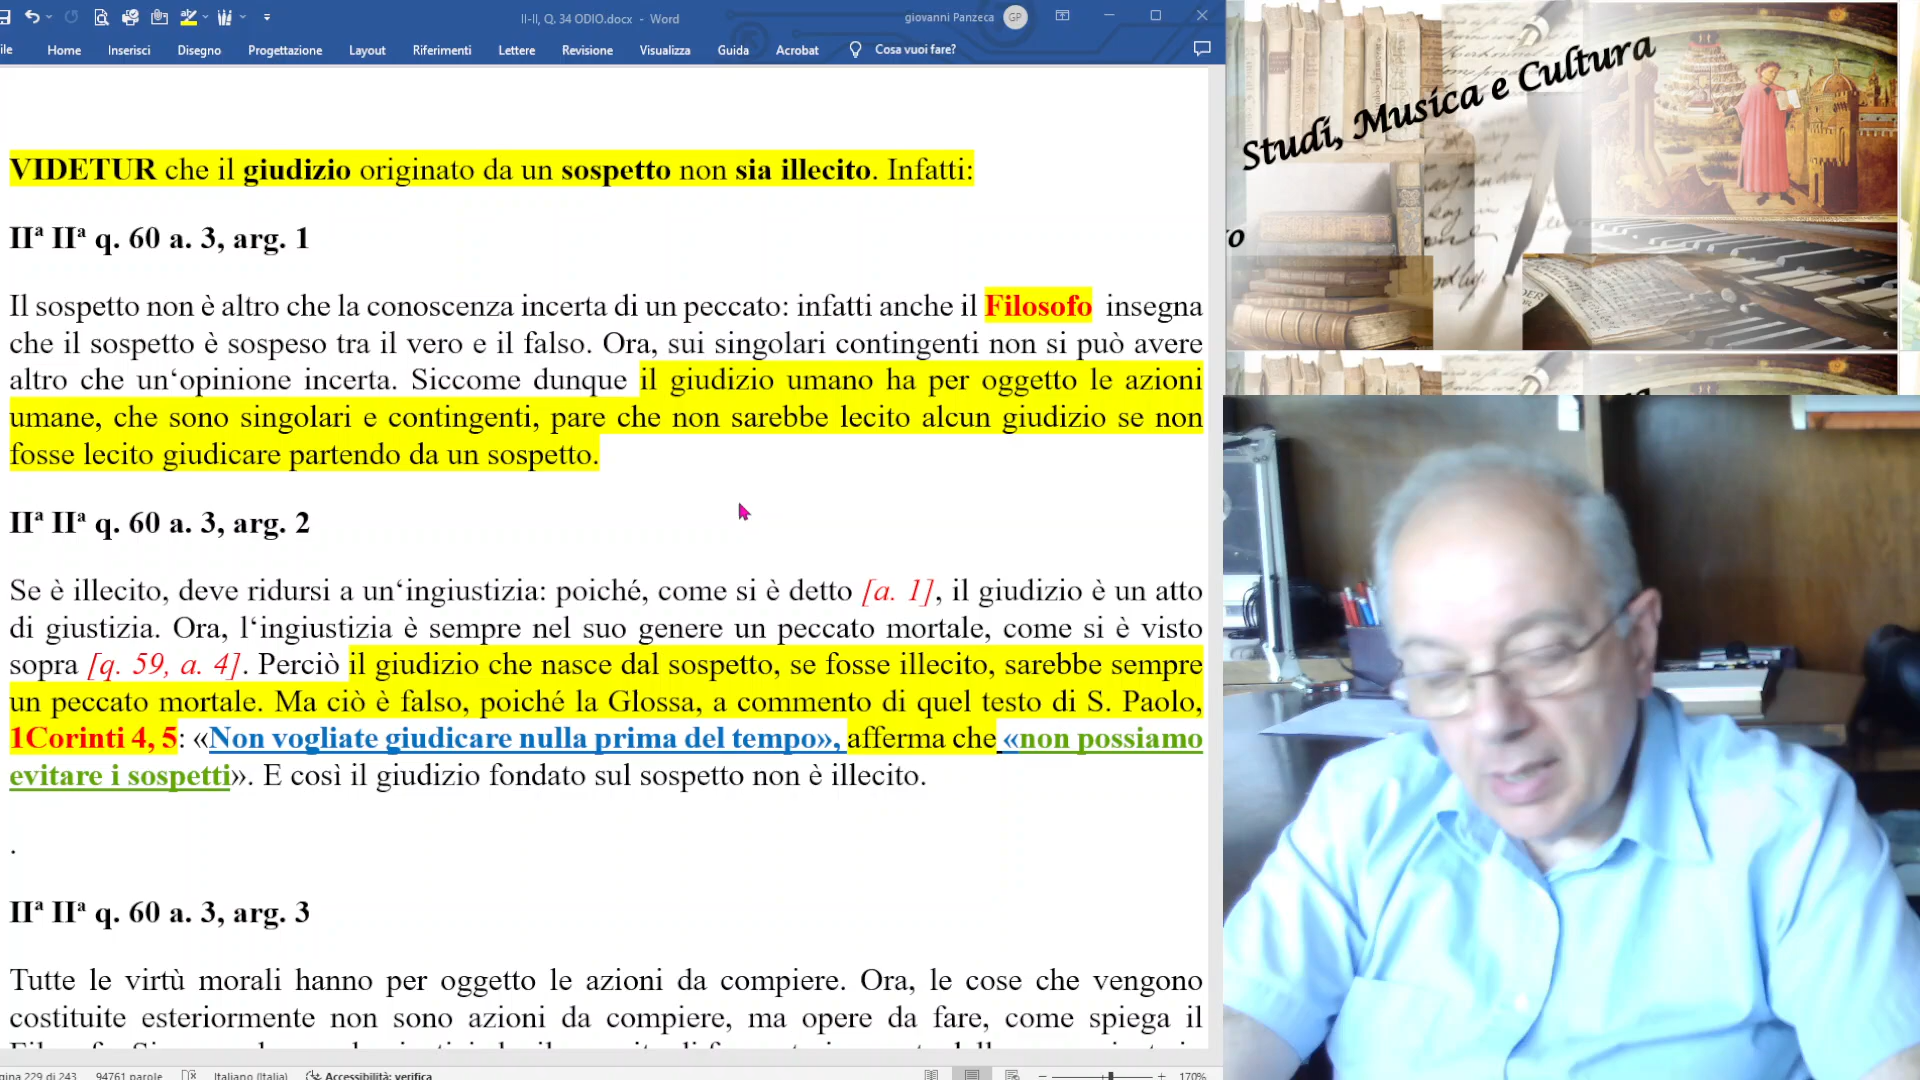 II-II, Q. 34 ODIO.docx - Word
giovanni Panzeca
GP
ile Home Inserisci Disegno Progettazione Layout Riferimenti Lettere Revisione Visualizza Guida Acrobat Cosa vuoi fare?
VIDETUR che il giudizio originato da un sospetto non sia illecito. Infatti:
IIª IIª q. 60 a. 3, arg. 1
Il sospetto non è altro che la conoscenza incerta di un peccato: infatti anche il Filosofo insegna
che il sospetto è sospeso tra il vero e il falso. Ora, sui singolari contingenti non si può avere
altro che un‘opinione incerta. Siccome dunque il giudizio umano ha per oggetto le azioni
umane, che sono singolari e contingenti, pare che non sarebbe lecito alcun giudizio se non
fosse lecito giudicare partendo da un sospetto.
IIª IIª q. 60 a. 3, arg. 2
Se è illecito, deve ridursi a un‘ingiustizia: poiché, come si è detto [a. 1], il giudizio è un atto
di giustizia. Ora, l‘ingiustizia è sempre nel suo genere un peccato mortale, come si è visto
sopra [q. 59, a. 4]. Perciò il giudizio che nasce dal sospetto, se fosse illecito, sarebbe sempre
un peccato mortale. Ma ciò è falso, poiché la Glossa, a commento di quel testo di S. Paolo,
1Corinti 4, 5: «Non vogliate giudicare nulla prima del tempo», afferma che «non possiamo
evitare i sospetti». E così il giudizio fondato sul sospetto non è illecito.
.
IIª IIª q. 60 a. 3, arg. 3
Tutte le virtù morali hanno per oggetto le azioni da compiere. Ora, le cose che vengono
costituite esteriormente non sono azioni da compiere, ma opere da fare, come spiega il
gina 229 di 243 94761 parole Italiano (Italia) Accessibilità: verifica 170%
Studi, Musica e Cultura
o